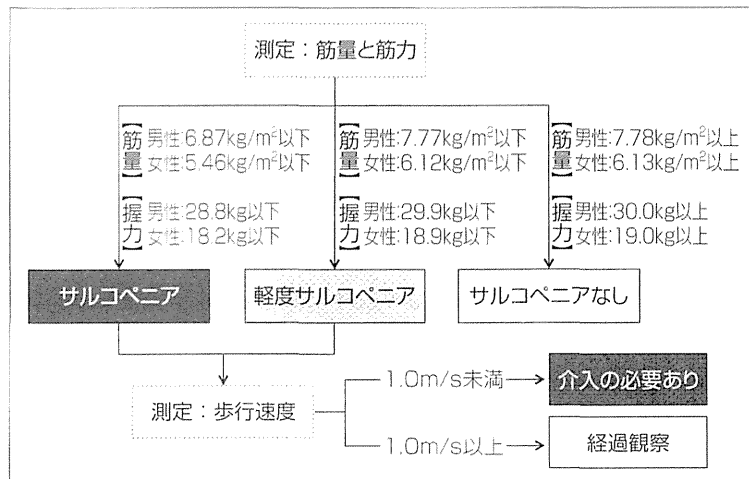 測定：筋量と筋力
【筋量】
男性:6.87kg/m²以下
女性:5.46kg/m²以下
【握力】
男性:28.8kg以下
女性:18.2kg以下
【筋量】
男性:7.77kg/m²以下
女性:6.12kg/m²以下
【握力】
男性:29.9kg以下
女性:18.9kg以下
【筋量】
男性:7.78kg/m²以上
女性:6.13kg/m²以上
【握力】
男性:30.0kg以上
女性:19.0kg以上
サルコペニア
軽度サルコペニア
サルコペニアなし
測定：歩行速度
1.0m/s未満
介入の必要あり
1.0m/s以上
経過観察